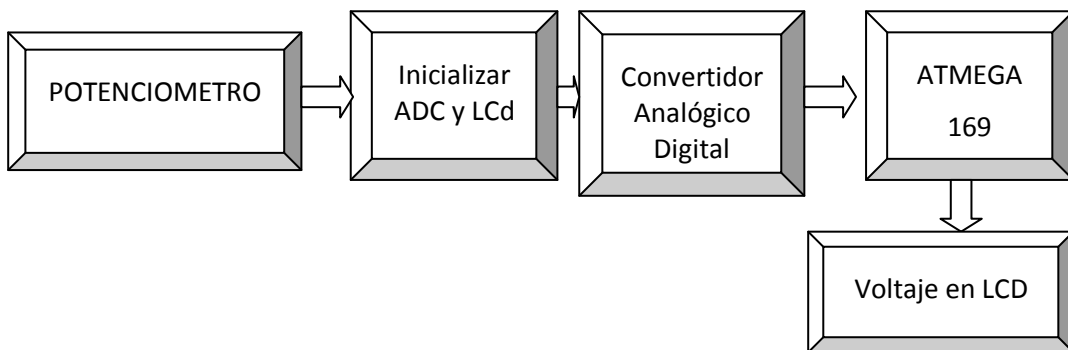 POTENCIOMETRO
Inicializar
ADC y LCd
Convertidor
Analógico
Digital
ATMEGA
169
Voltaje en LCD